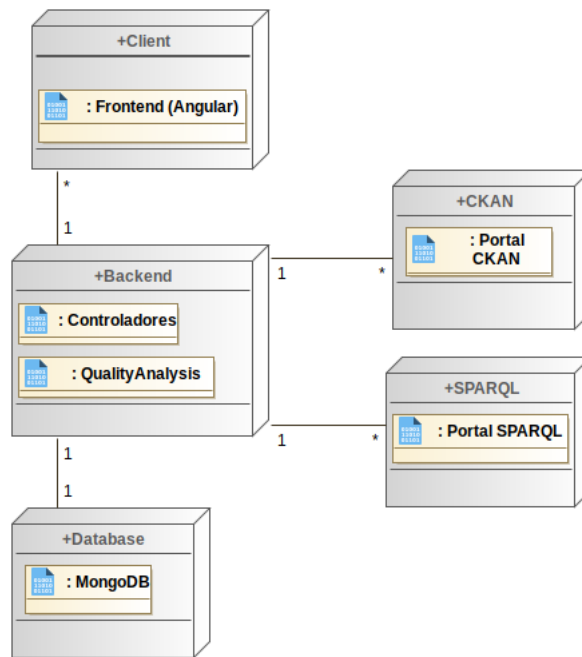 +Client
: Frontend (Angular)
*
1
+Backend
: Controladores
: QualityAnalysis
1
*
+CKAN
: Portal
CKAN
1
*
+SPARQL
: Portal SPARQL
1
1
+Database
: MongoDB